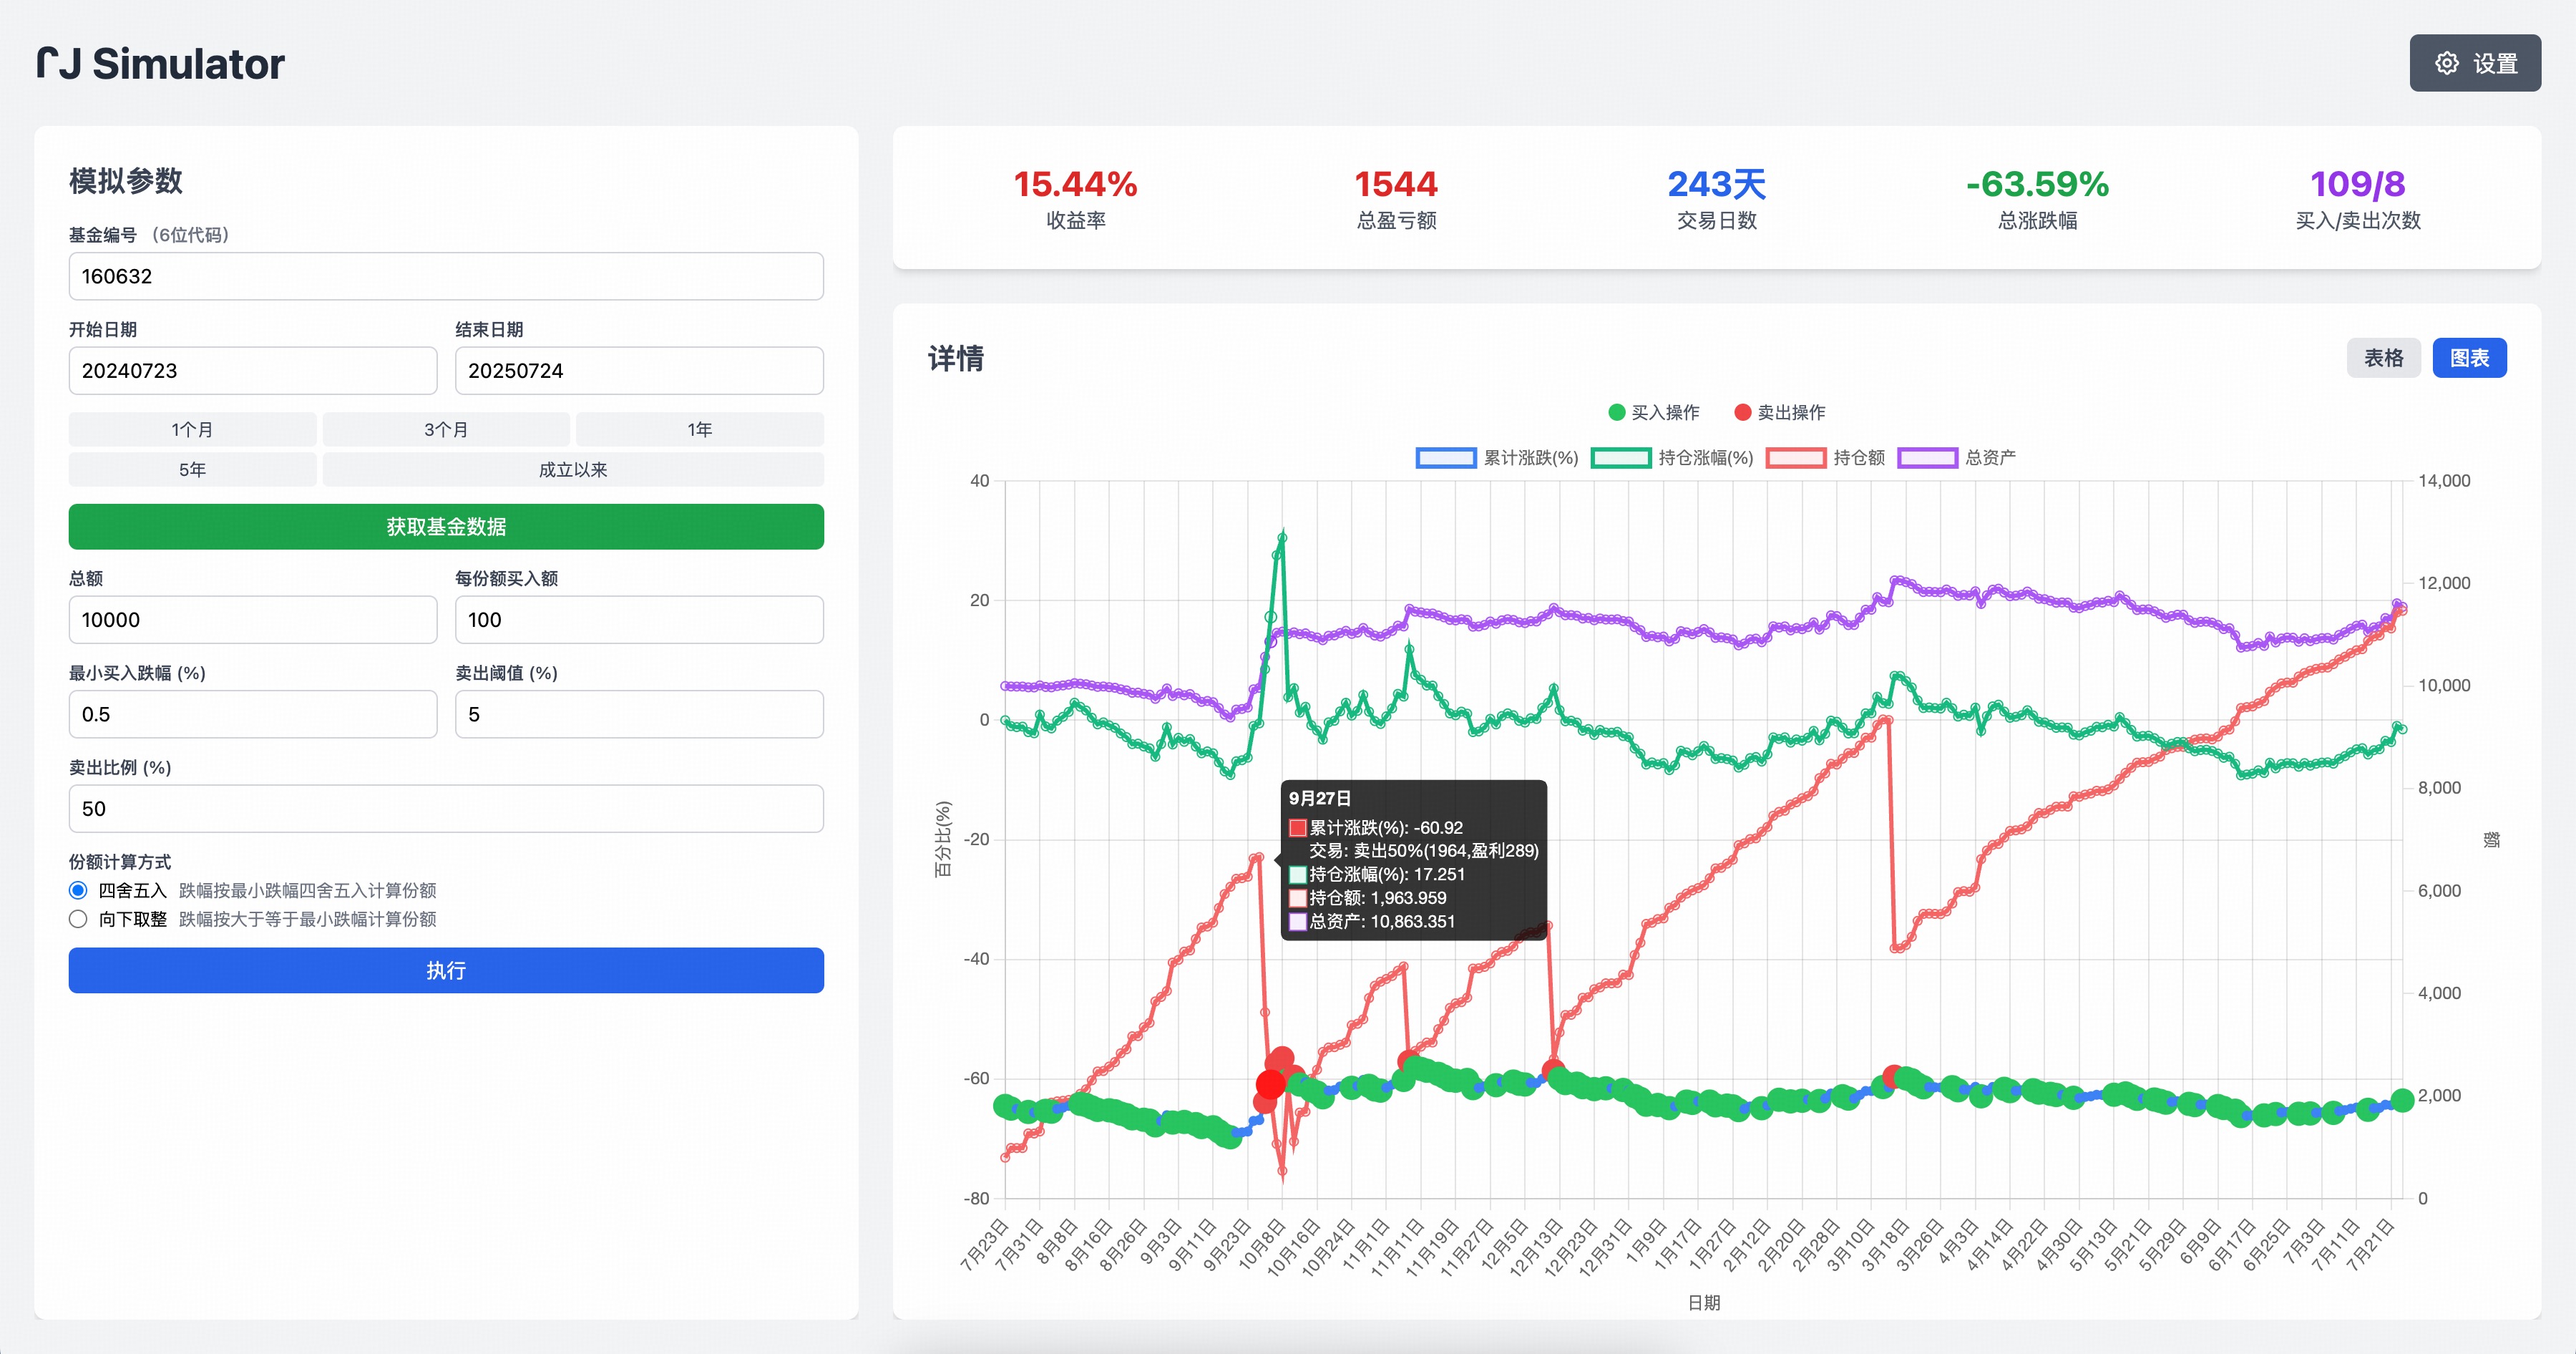 ՐJ Simulator
设置
模拟参数
基金编号 (6位代码)
160632
开始日期 结束日期
20240723 20250724
1个月 3个月 1年
5年 成立以来
获取基金数据
总额 每份额买入额
10000 100
最小买入跌幅 (%) 卖出阈值 (%)
0.5 5
卖出比例 (%)
50
份额计算方式
四舍五入 跌幅按最小跌幅四舍五入计算份额
向下取整 跌幅按大于等于最小跌幅计算份额
执行
15.44% 1544 243天 -63.59% 109/8
收益率 总盈亏额 交易日数 总涨跌幅 买入/卖出次数
详情
表格 图表
买入操作 卖出操作
累计涨跌(%) 持仓涨幅(%) 持仓额 总资产
40
20
0
-20
-40
-60
-80
百分比(%)
9月27日
累计涨跌(%): -60.92
交易: 卖出50%(1964,盈利289)
持仓涨幅(%): 17.251
持仓额: 1,963.959
总资产: 10,863.351
14,000
12,000
10,000
8,000
6,000
4,000
2,000
0
额
7月23日 7月31日 8月8日 8月16日 8月26日 9月3日 9月11日 9月23日 10月8日 10月16日 10月24日 11月1日 11月11日 11月19日 11月27日 12月5日 12月13日 12月23日 12月31日 1月9日 1月17日 1月27日 2月12日 2月20日 2月28日 3月10日 3月18日 3月26日 4月3日 4月14日 4月22日 4月30日 5月13日 5月21日 5月29日 6月9日 6月17日 6月25日 7月3日 7月11日 7月21日
日期